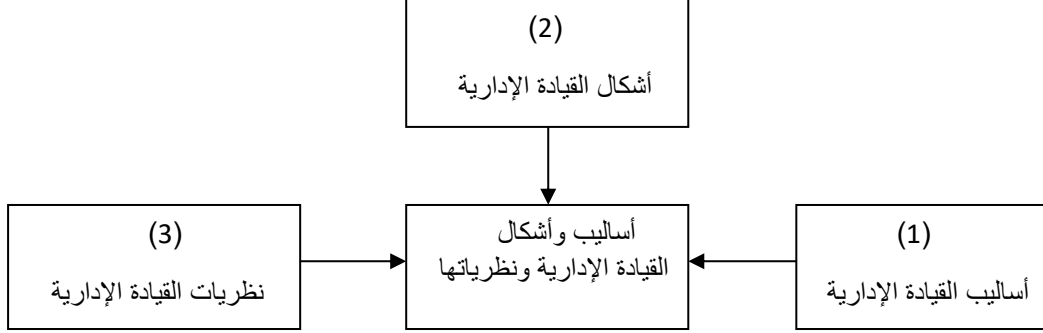 (2)
أشكال القيادة الإدارية
(1)
أساليب القيادة الإدارية
أساليب وأشكال
القيادة الإدارية ونظرياتها
(3)
نظريات القيادة الإدارية